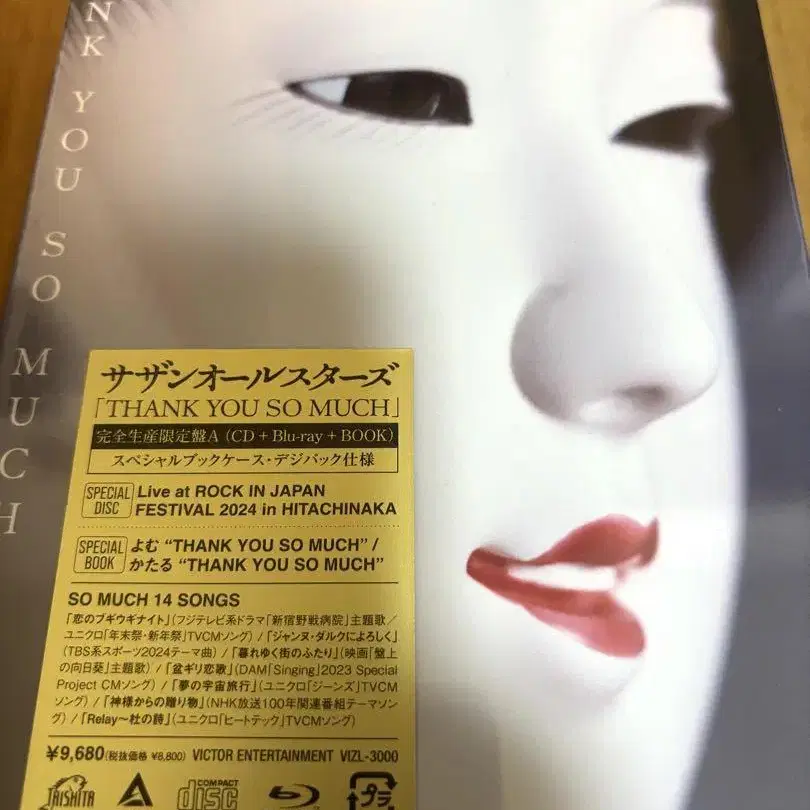 NK YOU SO MUCH
サザンオールスターズ
「THANK YOU SO MUCH」
完全生産限定盤A（CD + Blu-ray + BOOK）
スペシャルブックケース・デジパック仕様
SPECIAL DISC
Live at ROCK IN JAPAN
FESTIVAL 2024 in HITACHINAKA
SPECIAL BOOK
よむ “THANK YOU SO MUCH” /
かたる “THANK YOU SO MUCH”
SO MUCH 14 SONGS
「恋のブギウギナイト」(フジテレビ系ドラマ「新宿野戦病院」主題歌/
ユニクロ「年末祭・新年祭」TVCMソング) /「ジャンヌ・ダルクによろしく」
(TBS系スポーツ2024テーマ曲) /「暮れゆく街のふたり」(映画「盤上
の向日葵」主題歌) /「盆ギリ恋歌」(DAM「Singing」2023 Special
Project CMソング) /「夢の宇宙旅行」(ユニクロ「ジーンズ」TVCM
ソング) /「神様からの贈り物」(NHK放送100年関連番組テーマソン
グ) /「Relay〜杜の詩」(ユニクロ「ヒートテック」TVCMソング)
¥9,680(税抜価格 ¥8,800) VICTOR ENTERTAINMENT VIZL-3000
TAISHITA
COMPACT
disc
プラ